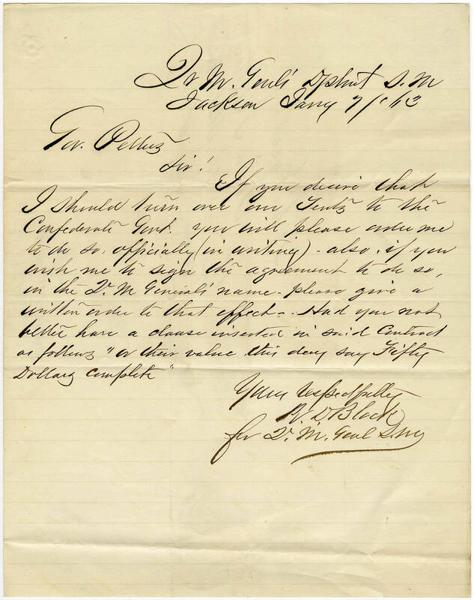 Qr. M. Genls Dptmt S. M
Jackson Jany 7/63
Gov. Pettus
Sir!
If you desire that
I should turn over our Tents to the
Confederate Govt. you will please order me
to do so, officially (in writing). also, if you
wish me to sign the agreement to do so,
in the Qr. M Generals name. please give a
written order to that effect. Had you not
better have a clause inserted in said Contract
as follows "or their value this day say Fifty
Dollars complete"
Yours respectfully
D Block
for Qr. M. Genl S.